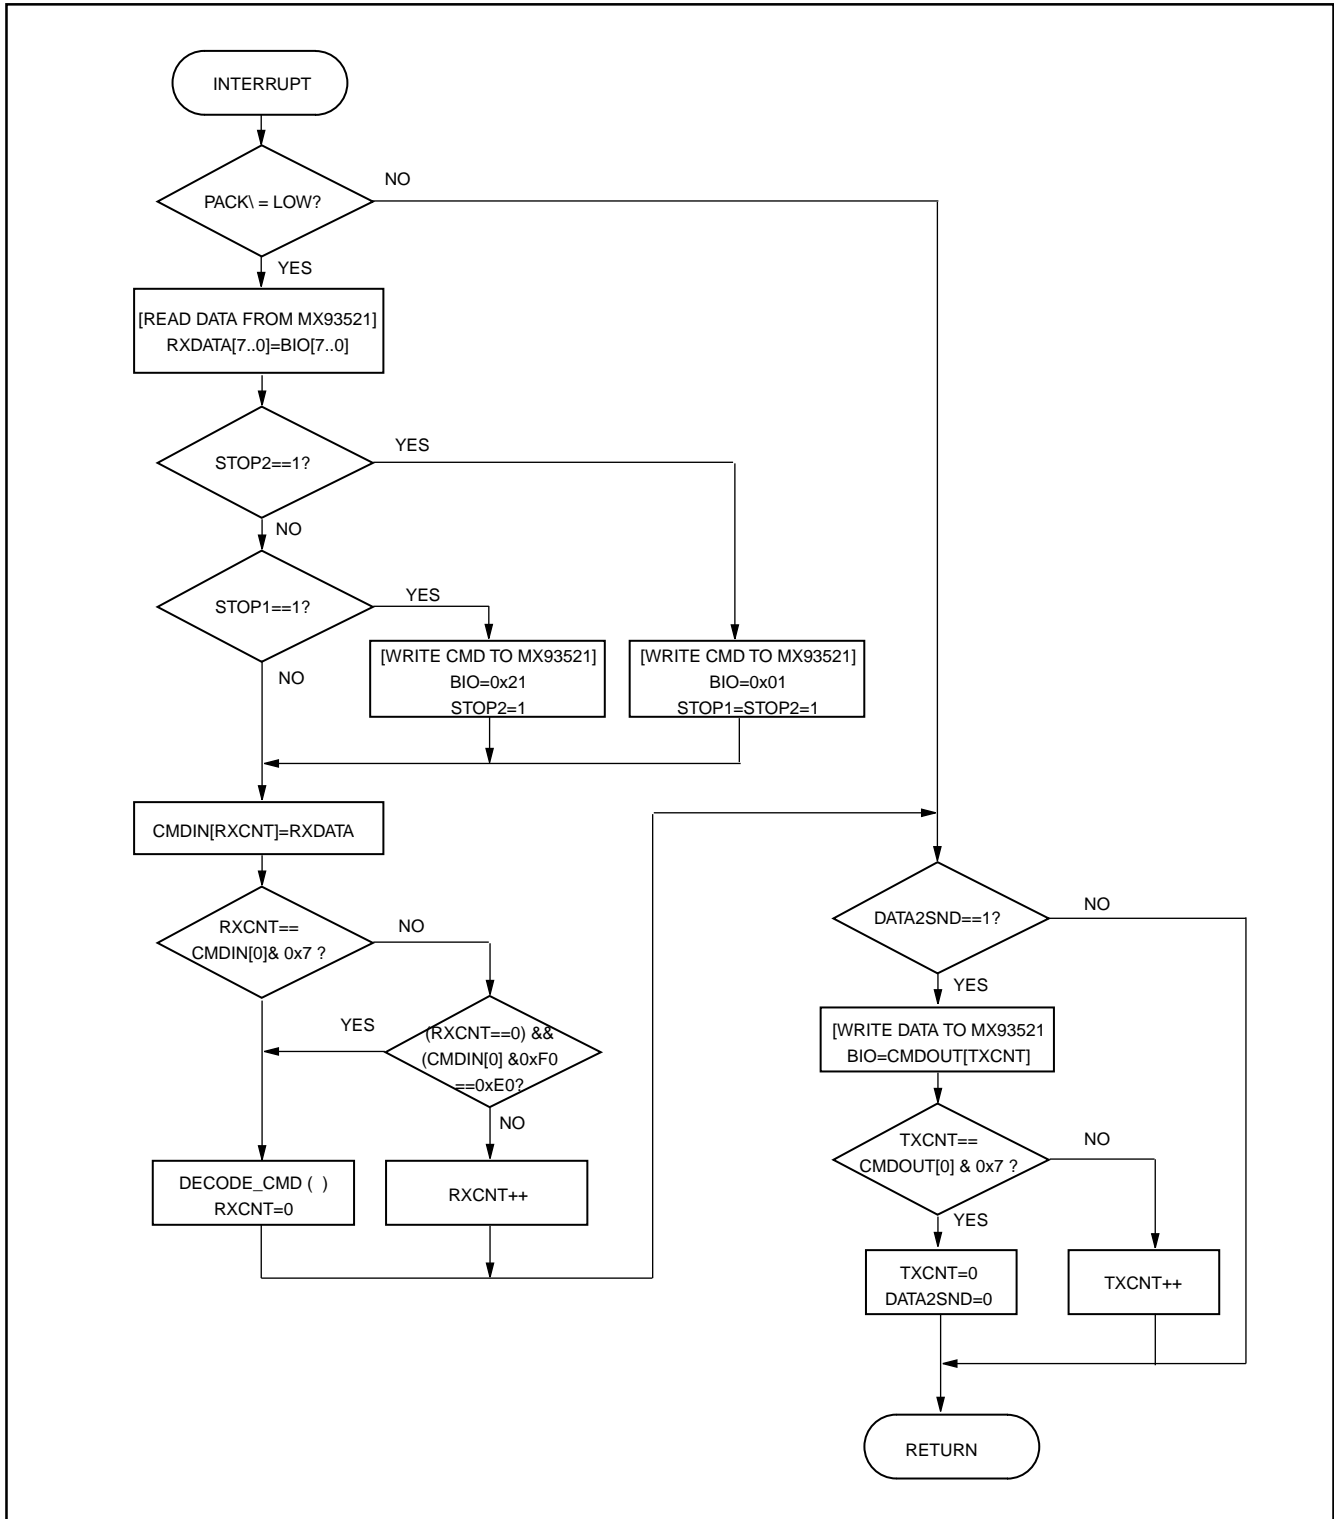 INTERRUPT
NO
PACK\ = LOW?
YES
[READ DATA FROM MX93521]
RXDATA[7..0]=BIO[7..0]
YES
STOP2==1?
NO
YES
STOP1==1?
NO
[WRITE CMD TO MX93521]
BIO=0x21
STOP2=1
[WRITE CMD TO MX93521]
BIO=0x01
STOP1=STOP2=1
CMDIN[RXCNT]=RXDATA
RXCNT==
CMDIN[0]& 0x7 ?
NO
YES
(RXCNT==0) &&
(CMDIN[0] &0xF0
==0xE0?
NO
DECODE_CMD ( )
RXCNT=0
RXCNT++
DATA2SND==1?
NO
YES
[WRITE DATA TO MX93521
BIO=CMDOUT[TXCNT]
TXCNT==
CMDOUT[0] & 0x7 ?
NO
YES
TXCNT=0
DATA2SND=0
TXCNT++
RETURN